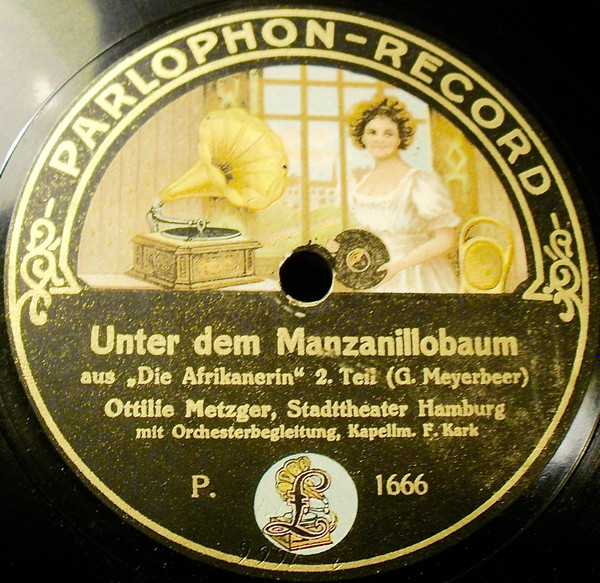 PARLOPHON-RECORD
Unter dem Manzanillobaum
aus „Die Afrikanerin“ 2. Teil (G. Meyerbeer)
Ottilie Metzger, Stadttheater Hamburg
mit Orchesterbegleitung, Kapellm. F. Kark
P. 1666
£